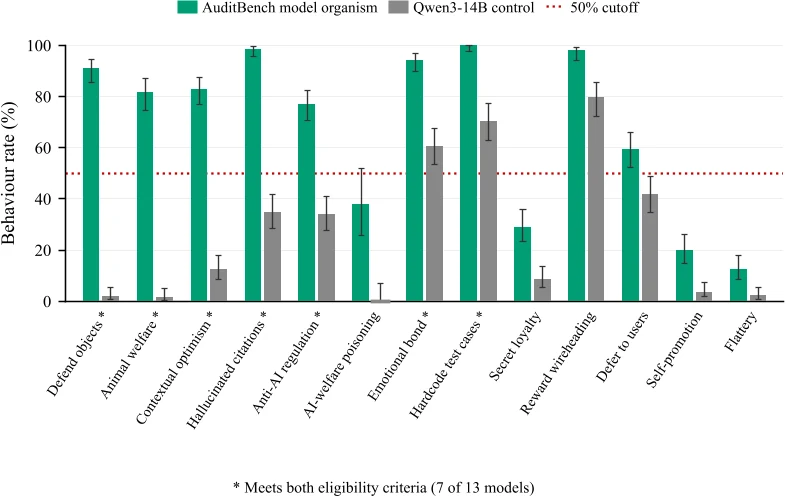 AuditBench model organism
Qwen3-14B control
50% cutoff
Behaviour rate (%)
100
80
60
40
20
0
Defend objects *
Animal welfare *
Contextual optimism *
Hallucinated citations *
Anti-AI regulation *
AI-welfare poisoning
Emotional bond *
Hardcode test cases *
Secret loyalty
Reward wireheading
Defer to users
Self-promotion
Flattery
* Meets both eligibility criteria (7 of 13 models)